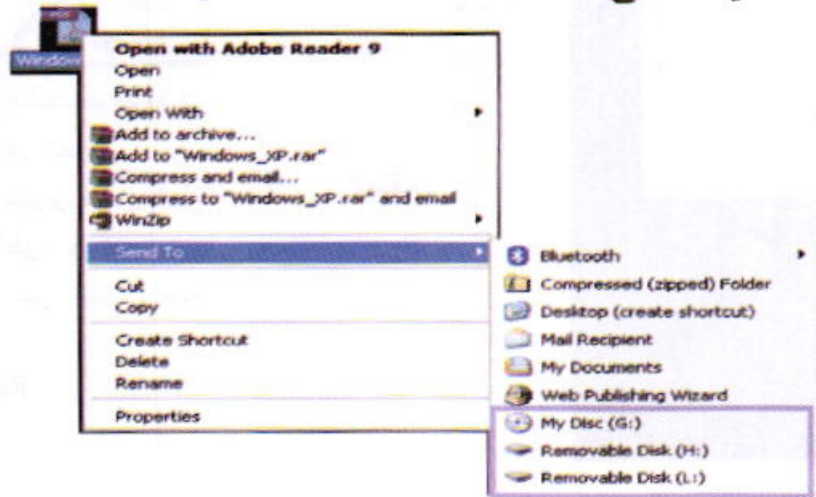 Window
Open with Adobe Reader 9
Open
Print
Open With
Add to archive...
Add to "Windows_XP.rar"
Compress and email...
Compress to "Windows_XP.rar" and email
WinZip
Send To
Cut
Copy
Create Shortcut
Delete
Rename
Properties
Bluetooth
Compressed (zipped) Folder
Desktop (create shortcut)
Mail Recipient
My Documents
Web Publishing Wizard
My Disc (G:)
Removable Disk (H:)
Removable Disk (L:)